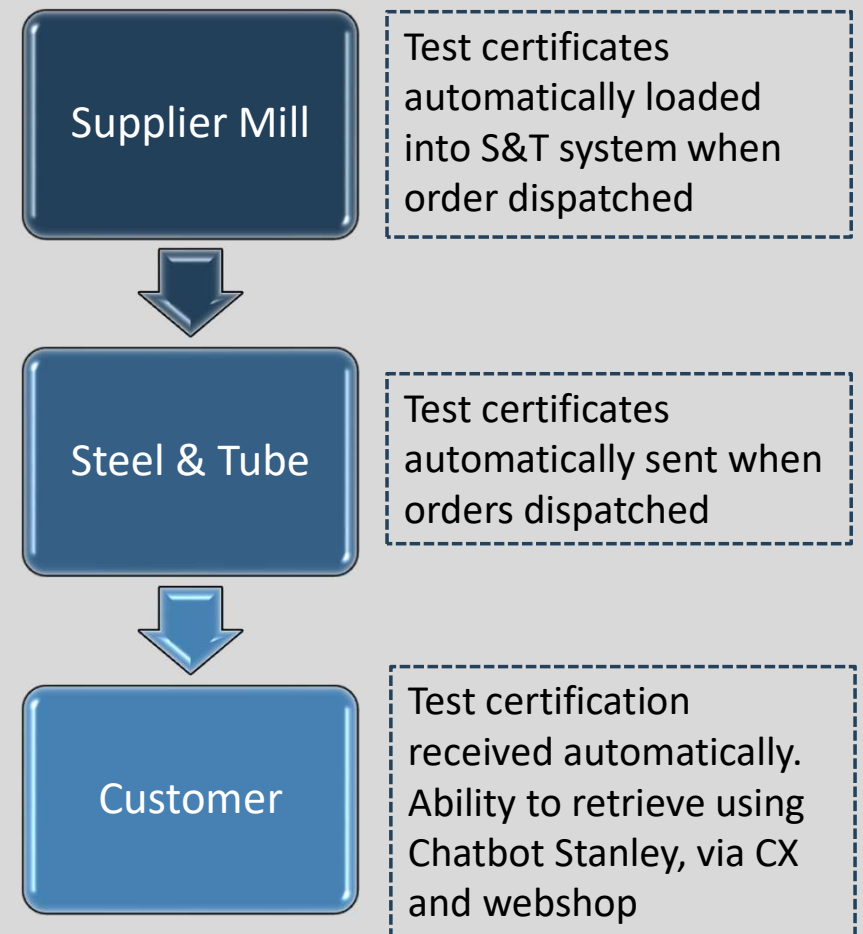 Supplier Mill
Test certificates
automatically loaded
into S&T system when
order dispatched
Steel & Tube
Test certificates
automatically sent when
orders dispatched
Customer
Test certification
received automatically.
Ability to retrieve using
Chatbot Stanley, via CX
and webshop